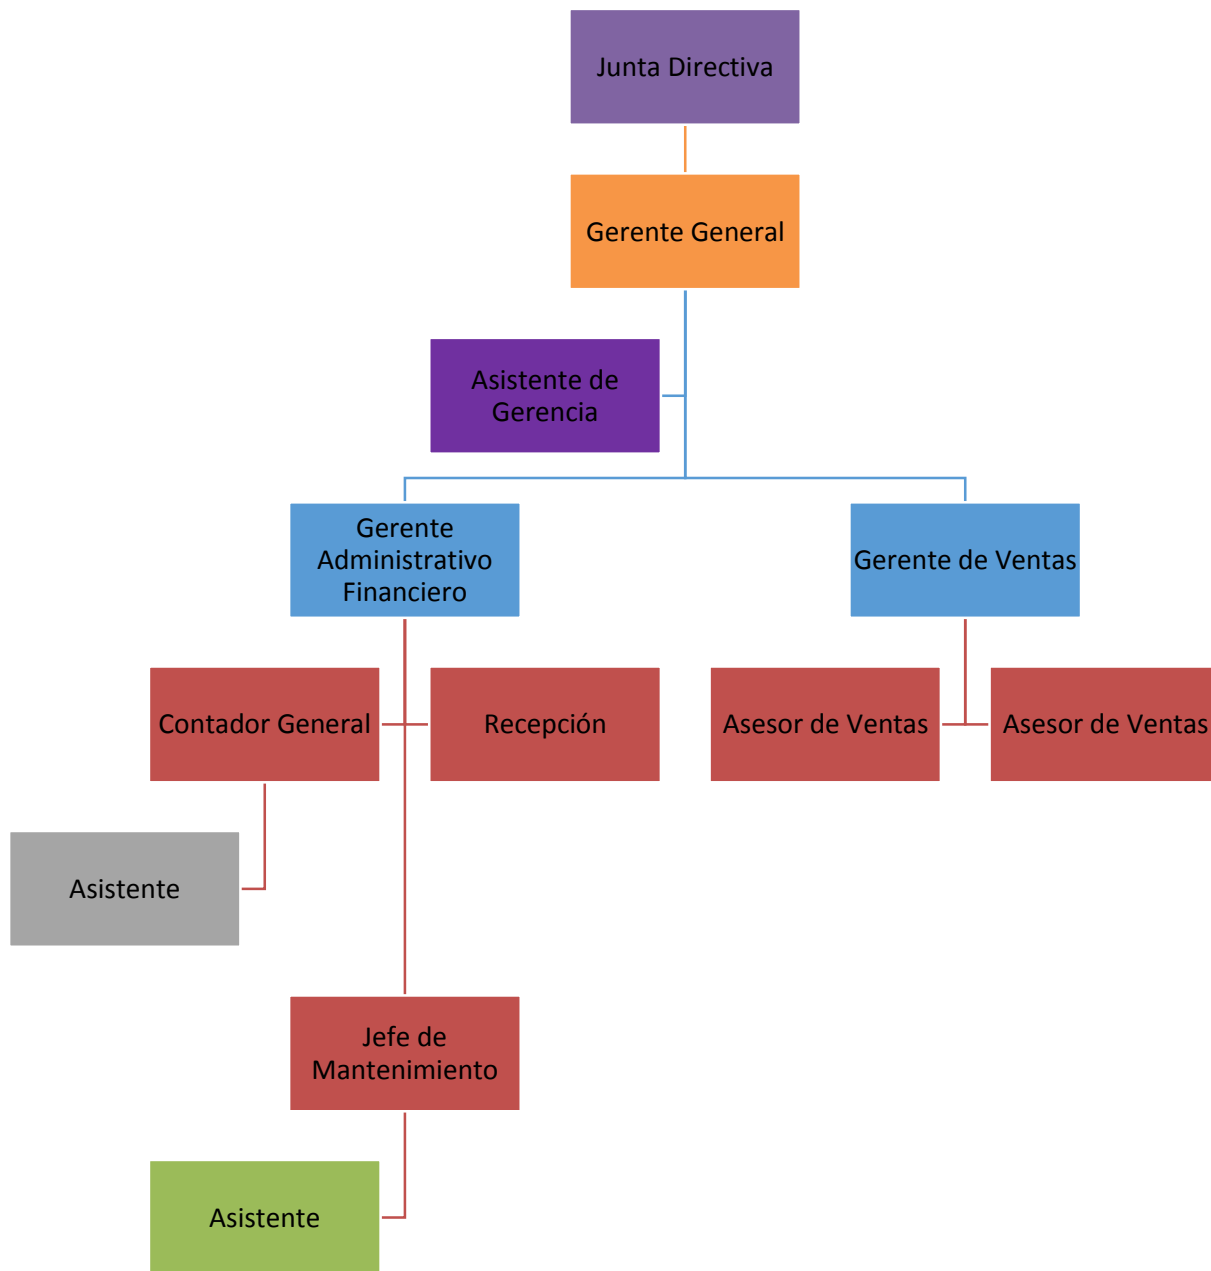 Junta Directiva
Gerente General
Asistente de
Gerencia
Gerente
Administrativo
Financiero
Gerente de Ventas
Contador General
Recepción
Asesor de Ventas
Asesor de Ventas
Asistente
Jefe de
Mantenimiento
Asistente